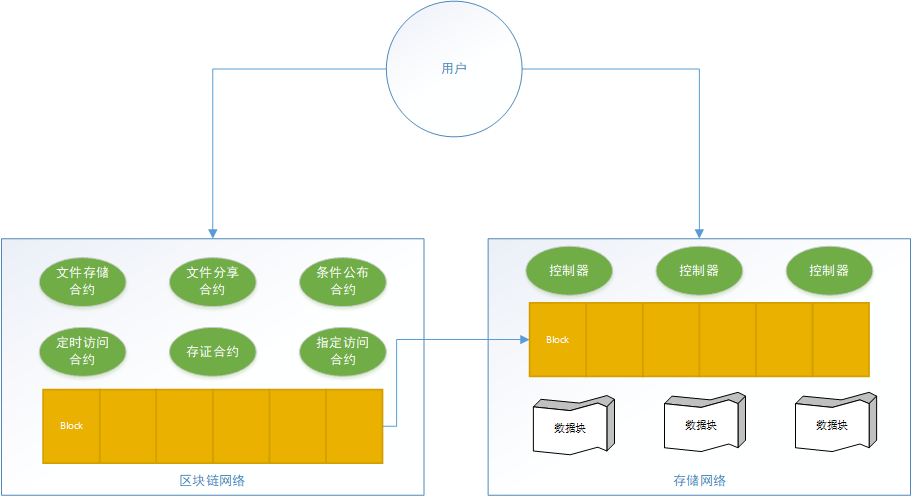 用户
文件存储
合约
文件分享
合约
条件公布
合约
定时访问
合约
存证合约
指定访问
合约
Block
区块链网络
控制器
控制器
控制器
Block
数据块
数据块
数据块
存储网络